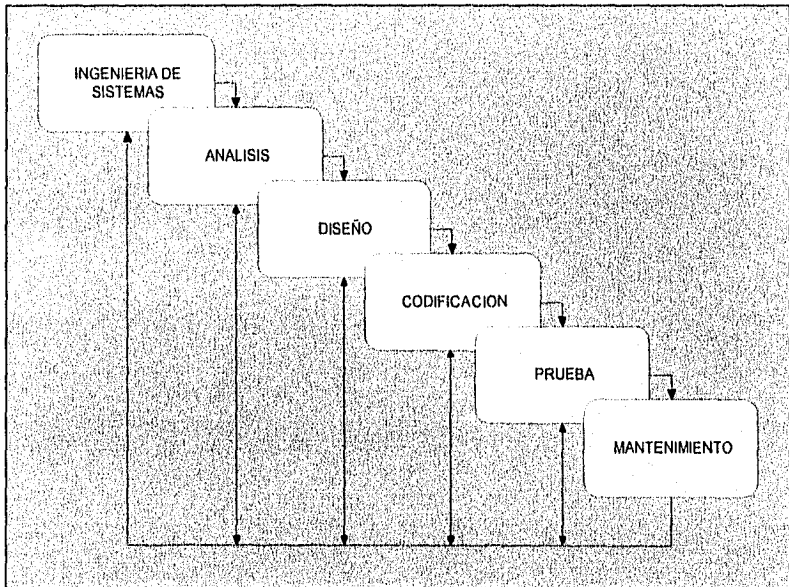 INGENIERIA DE
SISTEMAS
ANALISIS
DISEÑO
CODIFICACION
PRUEBA
MANTENIMIENTO